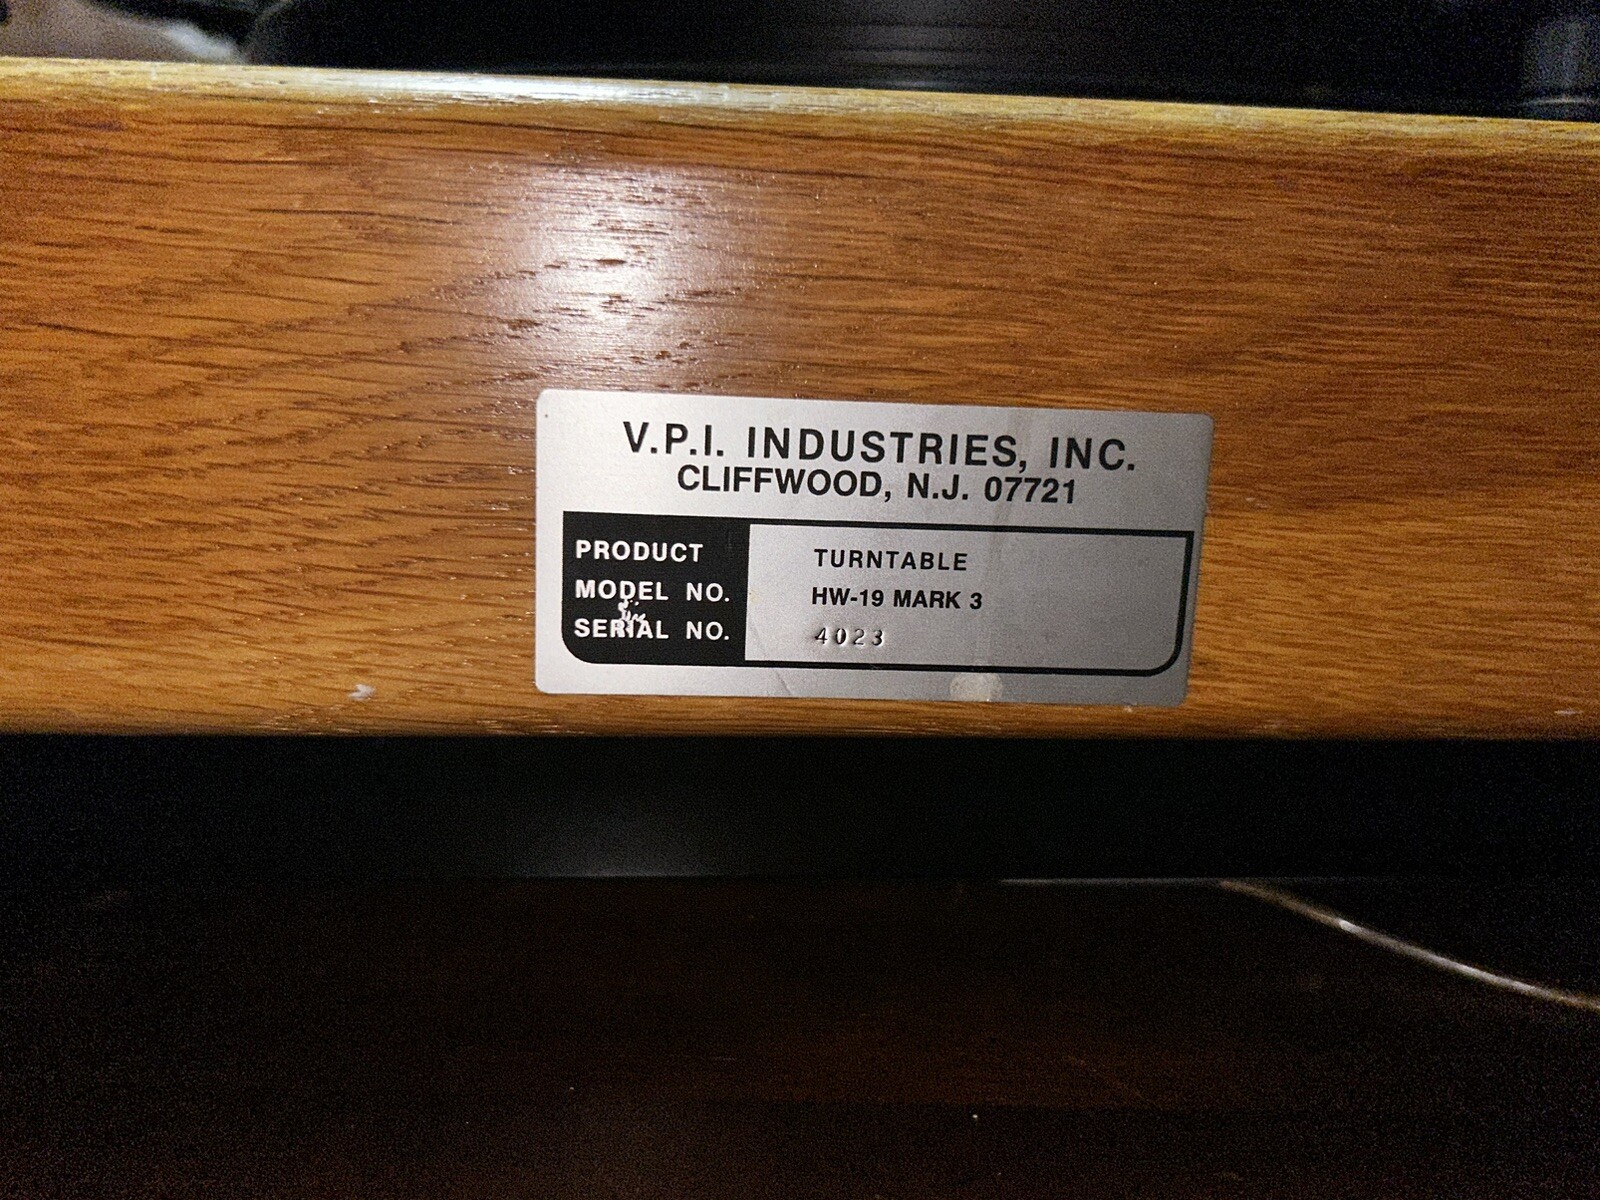 V.P.I. INDUSTRIES, INC.
CLIFFWOOD, N.J. 07721
PRODUCT TURNTABLE
MODEL NO. HW-19 MARK 3
SERIAL NO. 4023